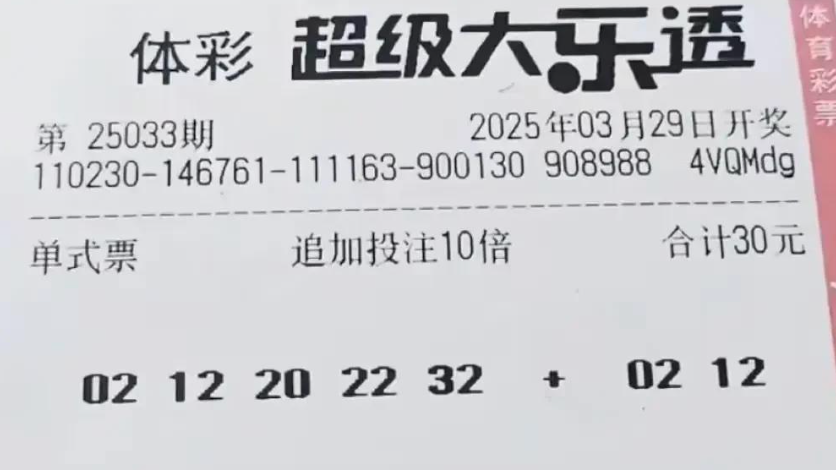 体彩 超级大乐透
第 25033期 2025年03月29日开奖
110230-146761-111163-900130 908988 4VQMdg
单式票 追加投注10倍 合计30元
02 12 20 22 32 + 02 12
体育彩票